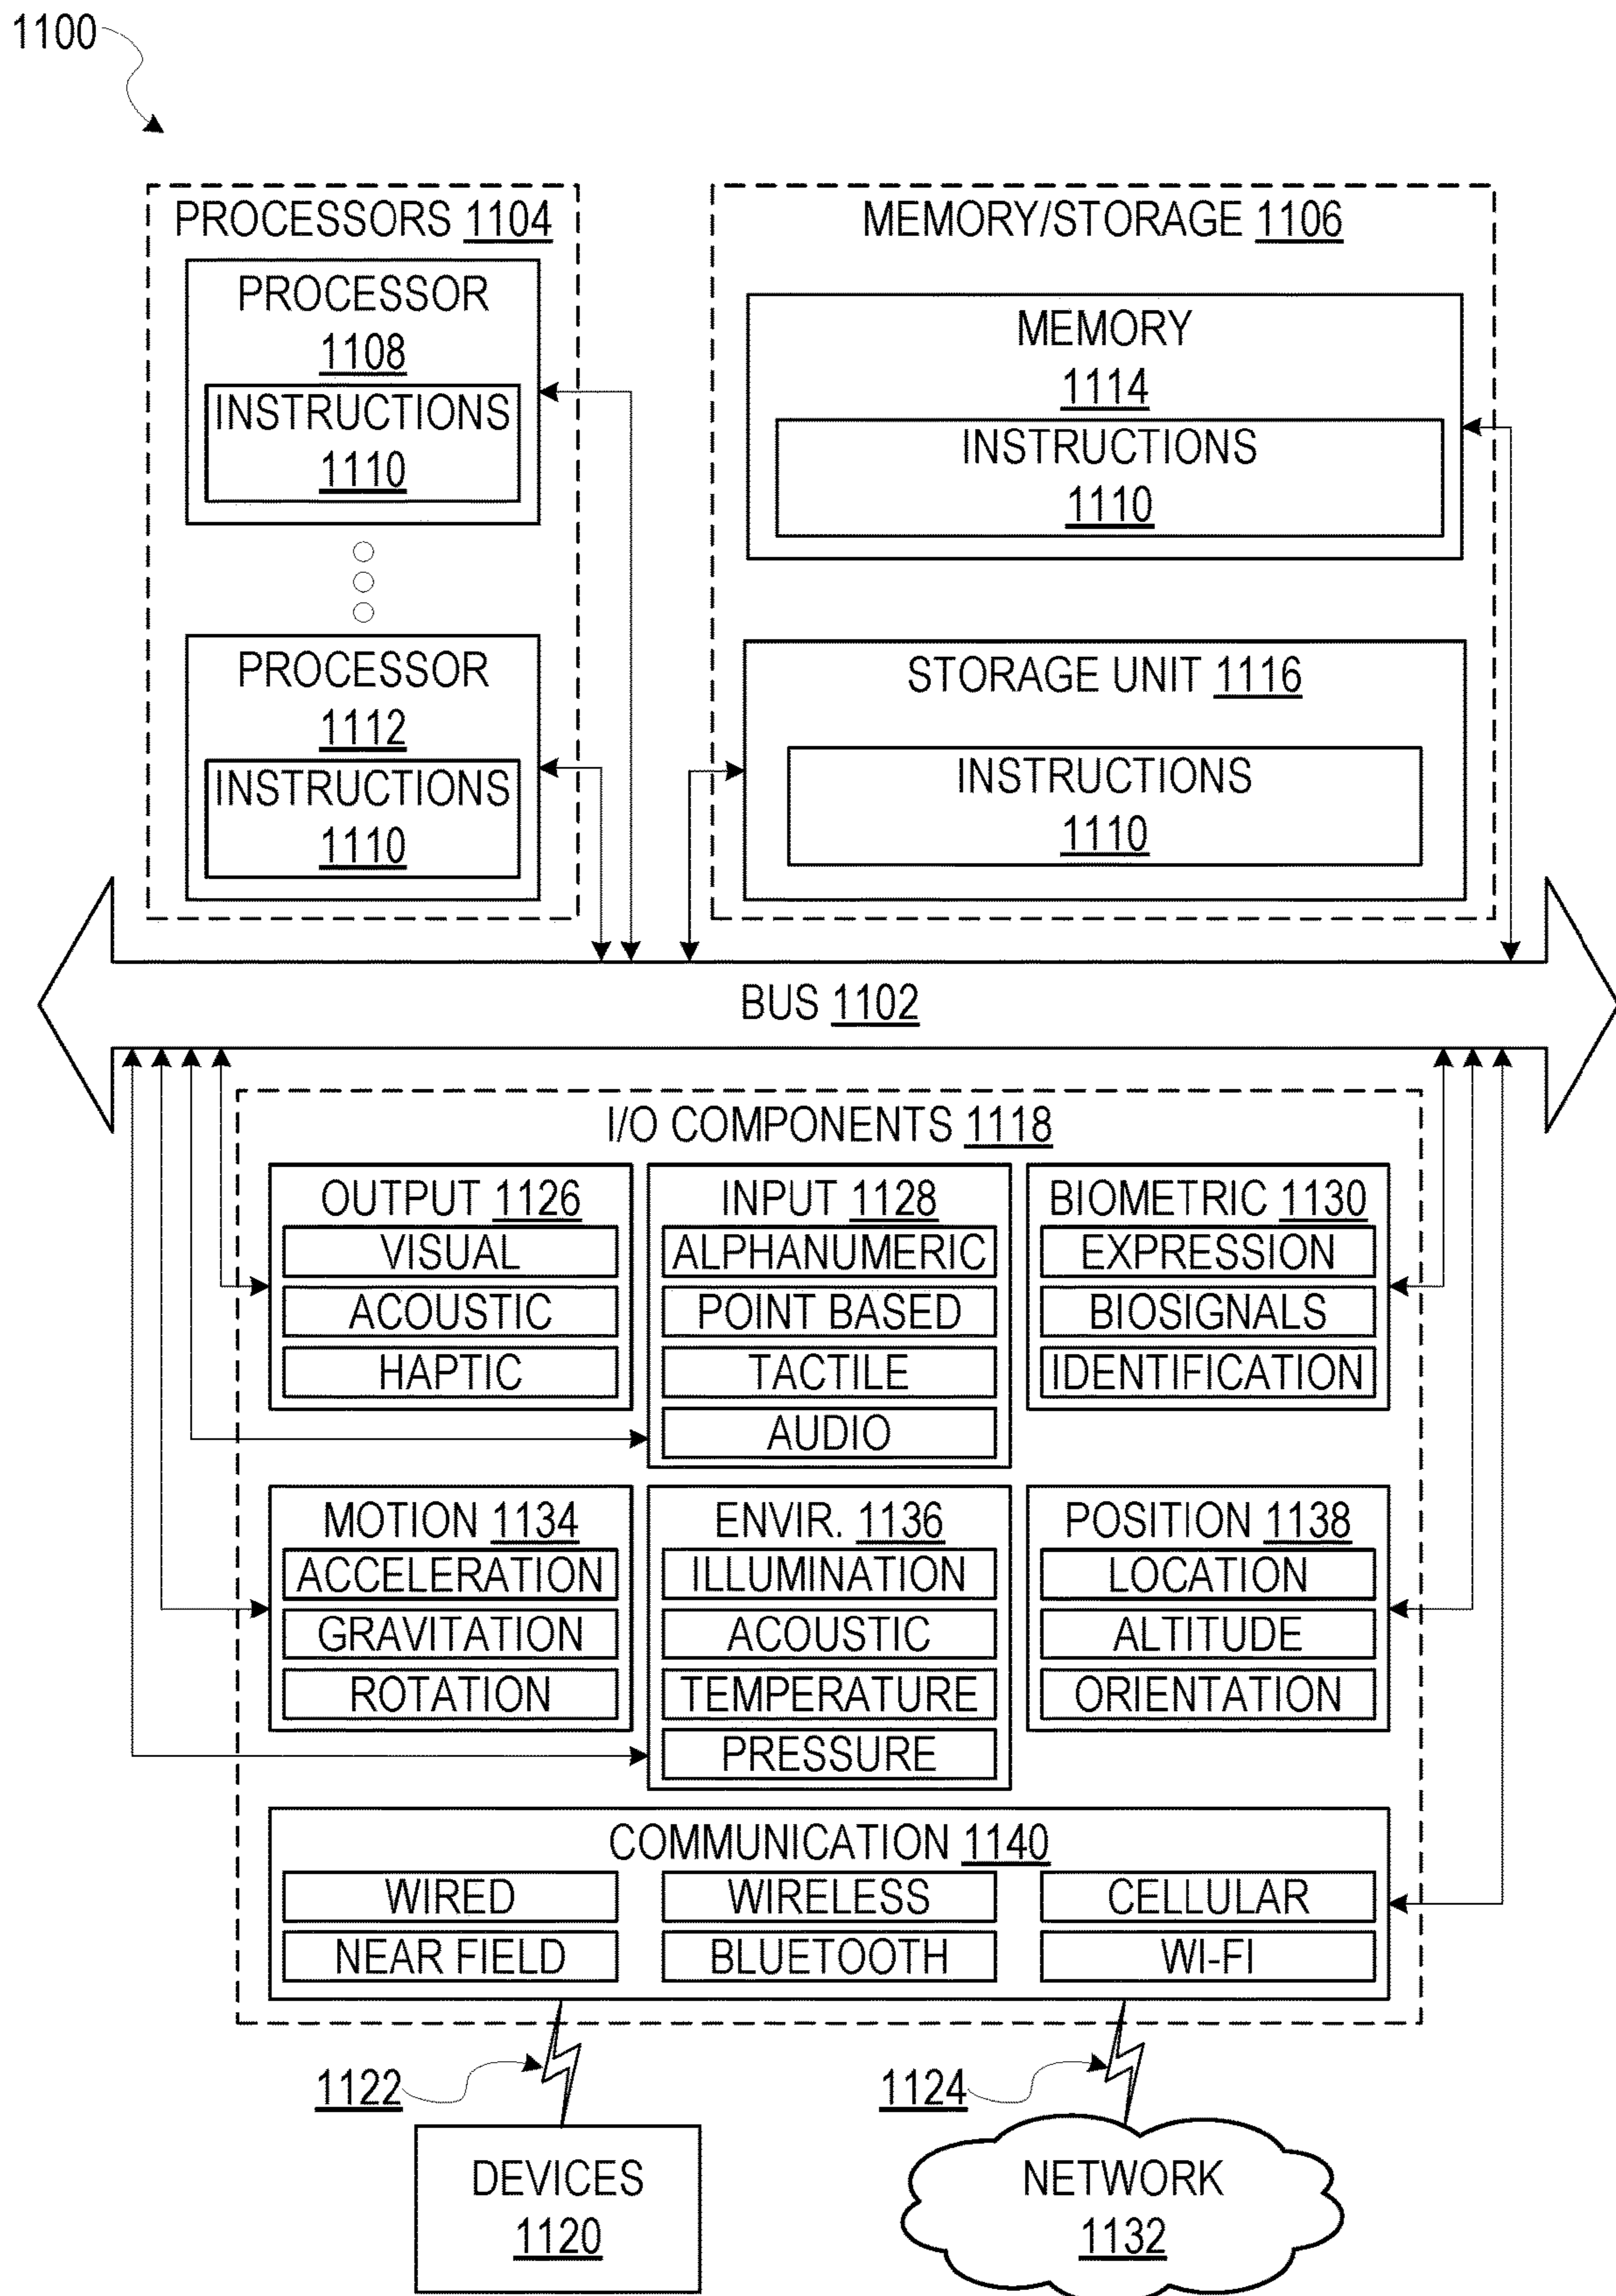 1100
PROCESSORS 1104
PROCESSOR
1108
INSTRUCTIONS
1110
PROCESSOR
1112
INSTRUCTIONS
1110
MEMORY/STORAGE 1106
MEMORY
1114
INSTRUCTIONS
1110
STORAGE UNIT 1116
INSTRUCTIONS
1110
BUS 1102
I/O COMPONENTS 1118
OUTPUT 1126
VISUAL
ACOUSTIC
HAPTIC
INPUT 1128
ALPHANUMERIC
POINT BASED
TACTILE
AUDIO
BIOMETRIC 1130
EXPRESSION
BIOSIGNALS
IDENTIFICATION
MOTION 1134
ACCELERATION
GRAVITATION
ROTATION
ENVIR. 1136
ILLUMINATION
ACOUSTIC
TEMPERATURE
PRESSURE
POSITION 1138
LOCATION
ALTITUDE
ORIENTATION
COMMUNICATION 1140
WIRED
WIRELESS
CELLULAR
NEAR FIELD
BLUETOOTH
WI-FI
1122
1124
DEVICES
1120
NETWORK
1132